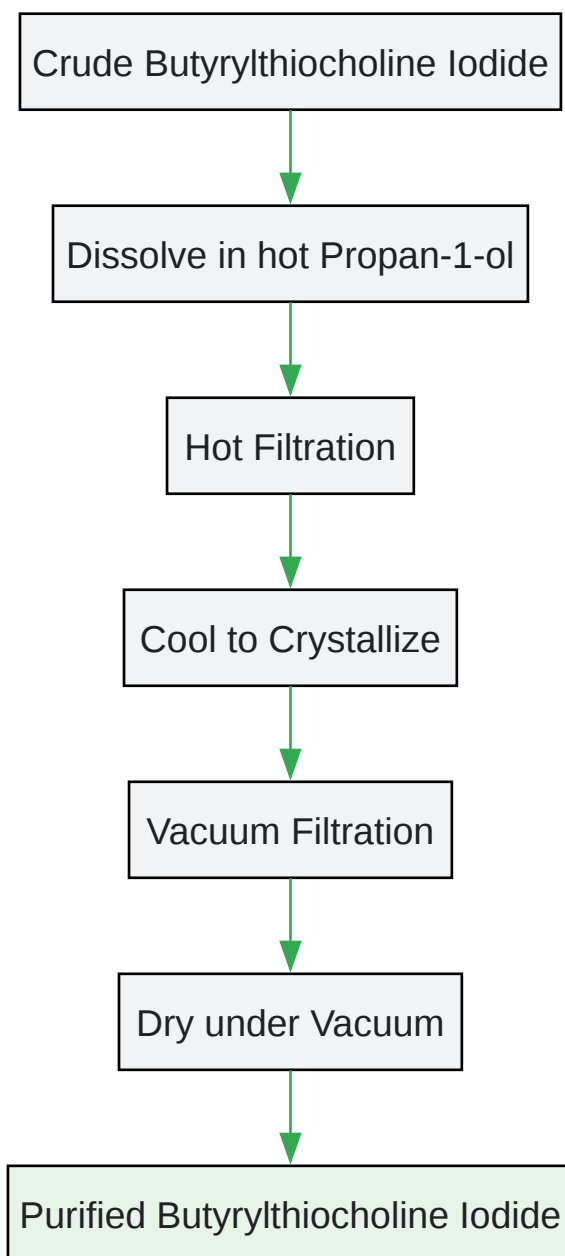 Crude Butyrylthiocholine Iodide
Dissolve in hot Propan-1-ol
Hot Filtration
Cool to Crystallize
Vacuum Filtration
Dry under Vacuum
Purified Butyrylthiocholine Iodide